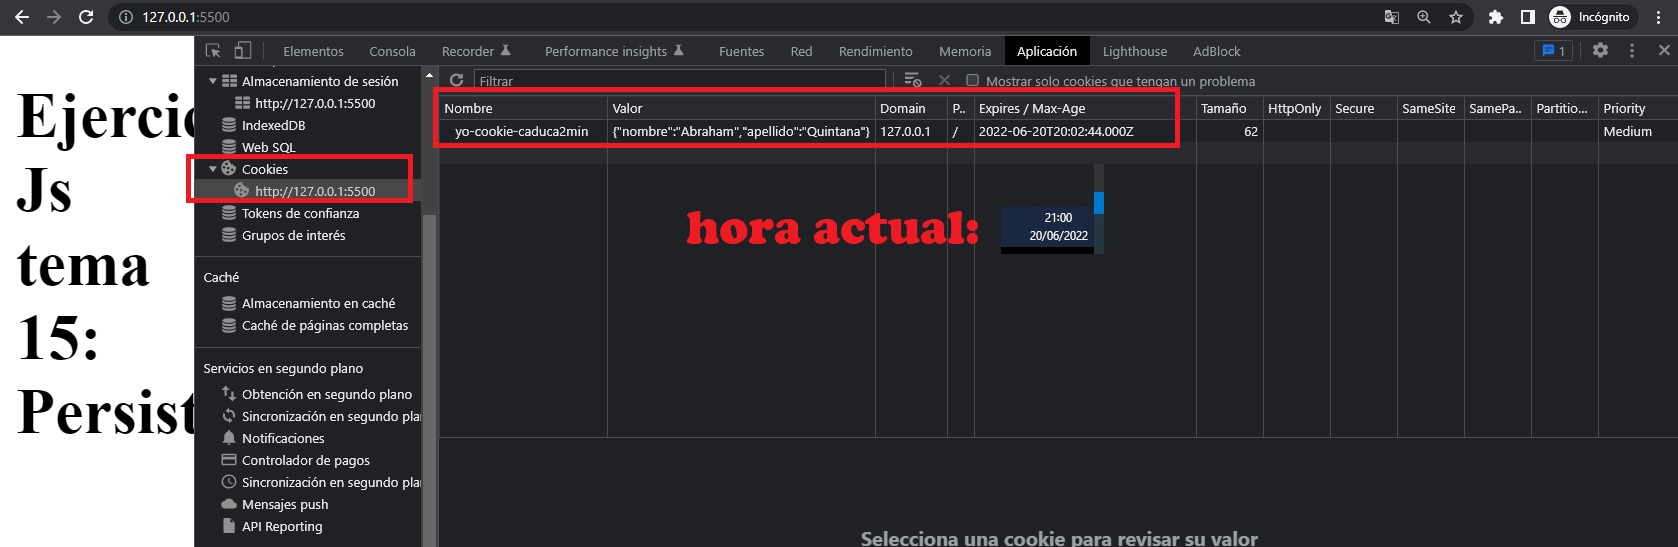 127.0.0.1:5500
Incógnito
Elementos
Consola
Recorder
Performance insights
Fuentes
Red
Rendimiento
Memoria
Aplicación
Lighthouse
AdBlock
1
Ejercic
Js
tema
15:
Persist
Almacenamiento de sesión
http://127.0.0.1:5500
IndexedDB
Web SQL
Cookies
http://127.0.0.1:5500
Tokens de confianza
Grupos de interés
Caché
Almacenamiento en caché
Caché de páginas completas
Servicios en segundo plano
Obtención en segundo plano
Sincronización en segundo plan
Notificaciones
Controlador de pagos
Sincronización en segundo plan
Mensajes push
API Reporting
Filtrar
Mostrar solo cookies que tengan un problema
Nombre Valor Domain P.. Expires / Max-Age Tamaño HttpOnly Secure SameSite SamePa... Partitio... Priority
yo-cookie-caduca2min {"nombre":"Abraham","apellido":"Quintana"} 127.0.0.1 / 2022-06-20T20:02:44.000Z 62 Medium
hora actual:
21:00
20/06/2022
Selecciona una cookie para revisar su valor